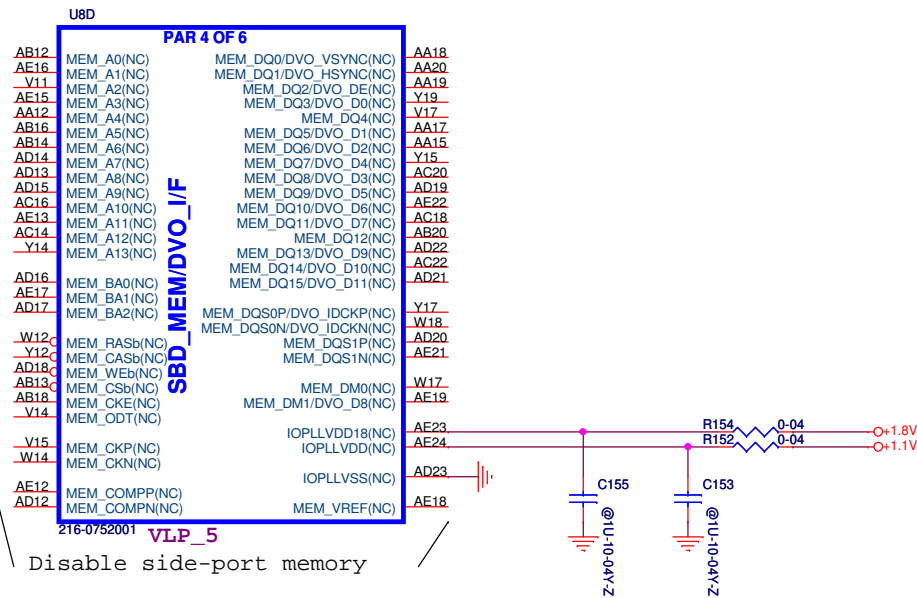 U8D
PAR 4 OF 6
AB12 MEM_A0(NC) MEM_DQ0/DVO_VSYNC(NC) AA18
AE16 MEM_A1(NC) MEM_DQ1/DVO_HSYNC(NC) AA20
V11 MEM_A2(NC) MEM_DQ2/DVO_DE(NC) AA19
AE15 MEM_A3(NC) MEM_DQ3/DVO_D0(NC) Y19
AA12 MEM_A4(NC) MEM_DQ4(NC) V17
AB16 MEM_A5(NC) MEM_DQ5/DVO_D1(NC) AA17
AB14 MEM_A6(NC) MEM_DQ6/DVO_D2(NC) AA15
AD14 MEM_A7(NC) MEM_DQ7/DVO_D4(NC) Y15
AD13 MEM_A8(NC) MEM_DQ8/DVO_D3(NC) AC20
AD15 MEM_A9(NC) MEM_DQ9/DVO_D5(NC) AD19
AC16 MEM_A10(NC) MEM_DQ10/DVO_D6(NC) AE22
AE13 MEM_A11(NC) MEM_DQ11/DVO_D7(NC) AC18
AC14 MEM_A12(NC) MEM_DQ12(NC) AB20
Y14 MEM_A13(NC) MEM_DQ13/DVO_D9(NC) AD22
MEM_DQ14/DVO_D10(NC) AC22
AD16 MEM_BA0(NC) MEM_DQ15/DVO_D11(NC) AD21
AE17 MEM_BA1(NC)
AD17 MEM_BA2(NC) MEM_DQS0P/DVO_IDCKP(NC) Y17
MEM_DQS0N/DVO_IDCKN(NC) W18
W12 MEM_RASb(NC) MEM_DQS1P(NC) AD20
Y12 MEM_CASb(NC) MEM_DQS1N(NC) AE21
AD18 MEM_WEb(NC)
AB13 MEM_CSb(NC) MEM_DM0(NC) W17
AB18 MEM_CKE(NC) MEM_DM1/DVO_D8(NC) AE19
V14 MEM_ODT(NC)
IOPLLVDD18(NC) AE23 R154 0-04 +1.8V
V15 MEM_CKP(NC) IOPLLVDD(NC) AE24 R152 0-04 +1.1V
W14 MEM_CKN(NC)
IOPLLVSS(NC) AD23
AE12 MEM_COMPP(NC)
AD12 MEM_COMPN(NC) MEM_VREF(NC) AE18
SBD_MEM/DVO_I/F
C155 C153
@1U-10-04Y-Z @1U-10-04Y-Z
216-0752001 VLP_5
Disable side-port memory